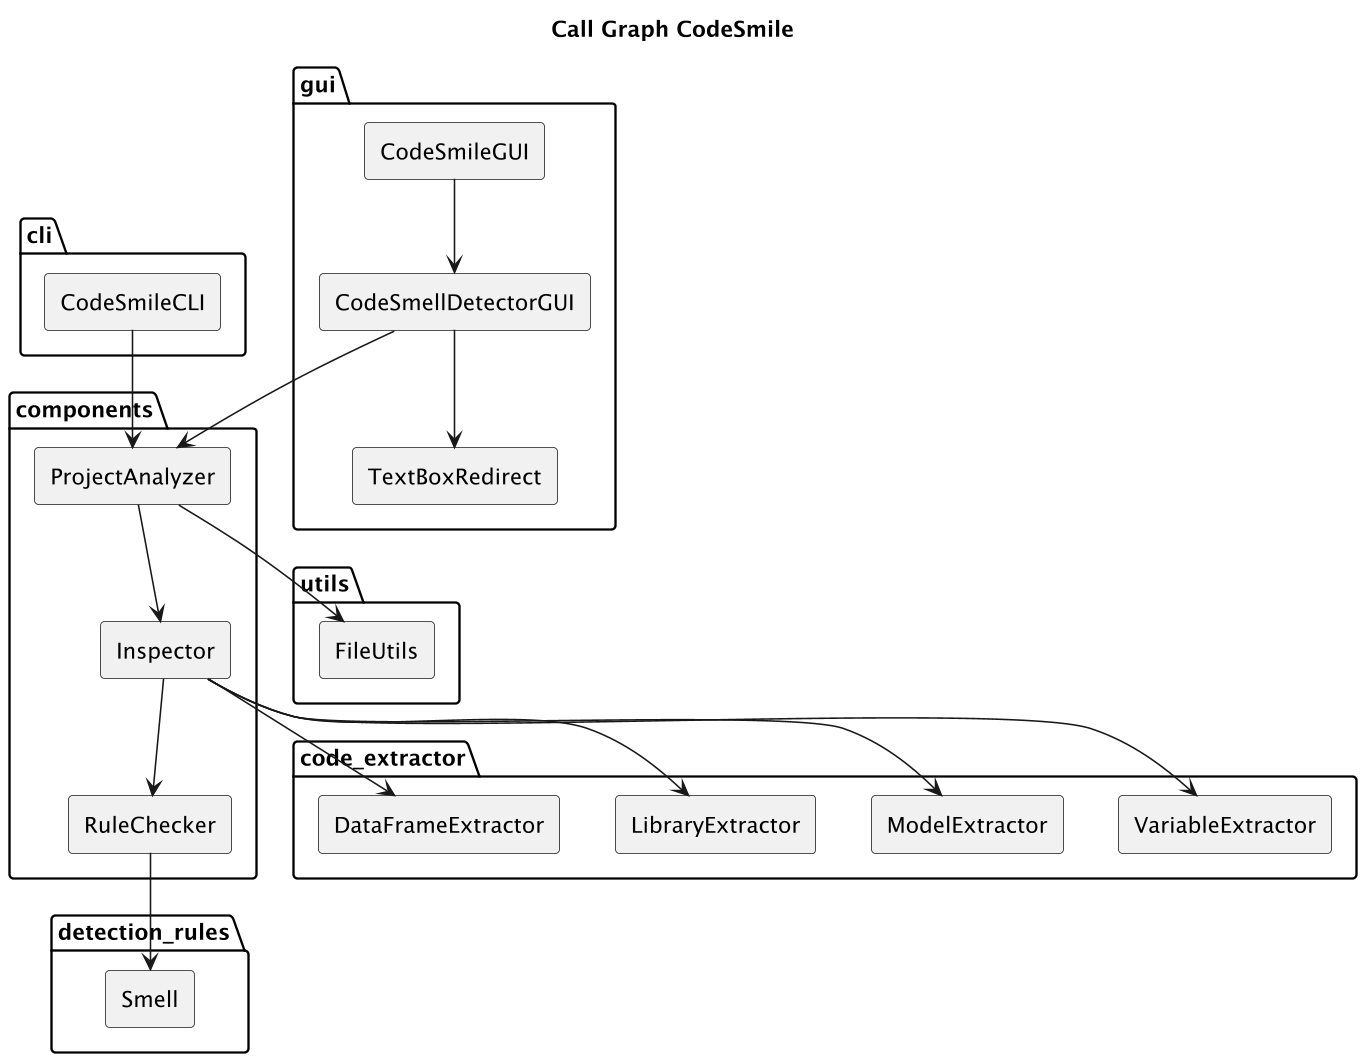 Call Graph CodeSmile
gui
CodeSmileGUI
cli
CodeSmileCLI
CodeSmellDetectorGUI
components
ProjectAnalyzer
TextBoxRedirect
utils
Inspector
FileUtils
code_extractor
RuleChecker
DataFrameExtractor
LibraryExtractor
ModelExtractor
VariableExtractor
detection_rules
Smell